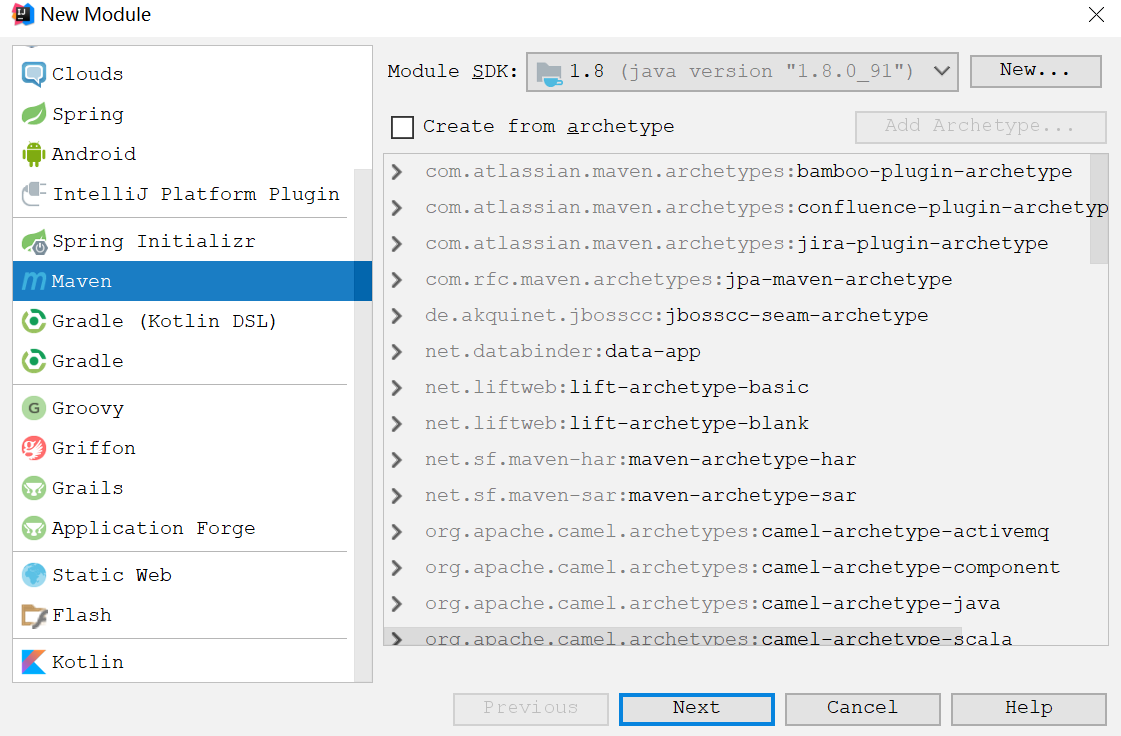 New Module
Clouds
Spring
Android
IntelliJ Platform Plugin
Spring Initializr
Maven
Gradle (Kotlin DSL)
Gradle
Groovy
Griffon
Grails
Application Forge
Static Web
Flash
Kotlin
Module SDK: 1.8 (java version "1.8.0_91") New...
Create from archetype Add Archetype...
com.atlassian.maven.archetypes:bamboo-plugin-archetype
com.atlassian.maven.archetypes:confluence-plugin-archetyp
com.atlassian.maven.archetypes:jira-plugin-archetype
com.rfc.maven.archetypes:jpa-maven-archetype
de.akquinet.jbosscc:jbosscc-seam-archetype
net.databinder:data-app
net.liftweb:lift-archetype-basic
net.liftweb:lift-archetype-blank
net.sf.maven-har:maven-archetype-har
net.sf.maven-sar:maven-archetype-sar
org.apache.camel.archetypes:camel-archetype-activemq
org.apache.camel.archetypes:camel-archetype-component
org.apache.camel.archetypes:camel-archetype-java
org.apache.camel.archetypes:camel-archetype-scala
Previous Next Cancel Help